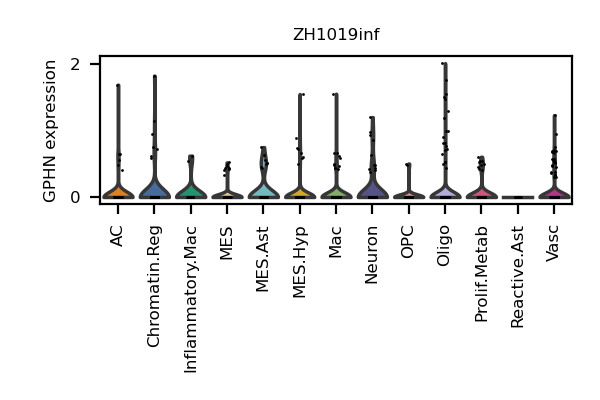 ZH1019inf
GPHN expression
2
0
AC
Chromatin.Reg
Inflammatory.Mac
MES
MES.Ast
MES.Hyp
Mac
Neuron
OPC
Oligo
Prolif.Metab
Reactive.Ast
Vasc